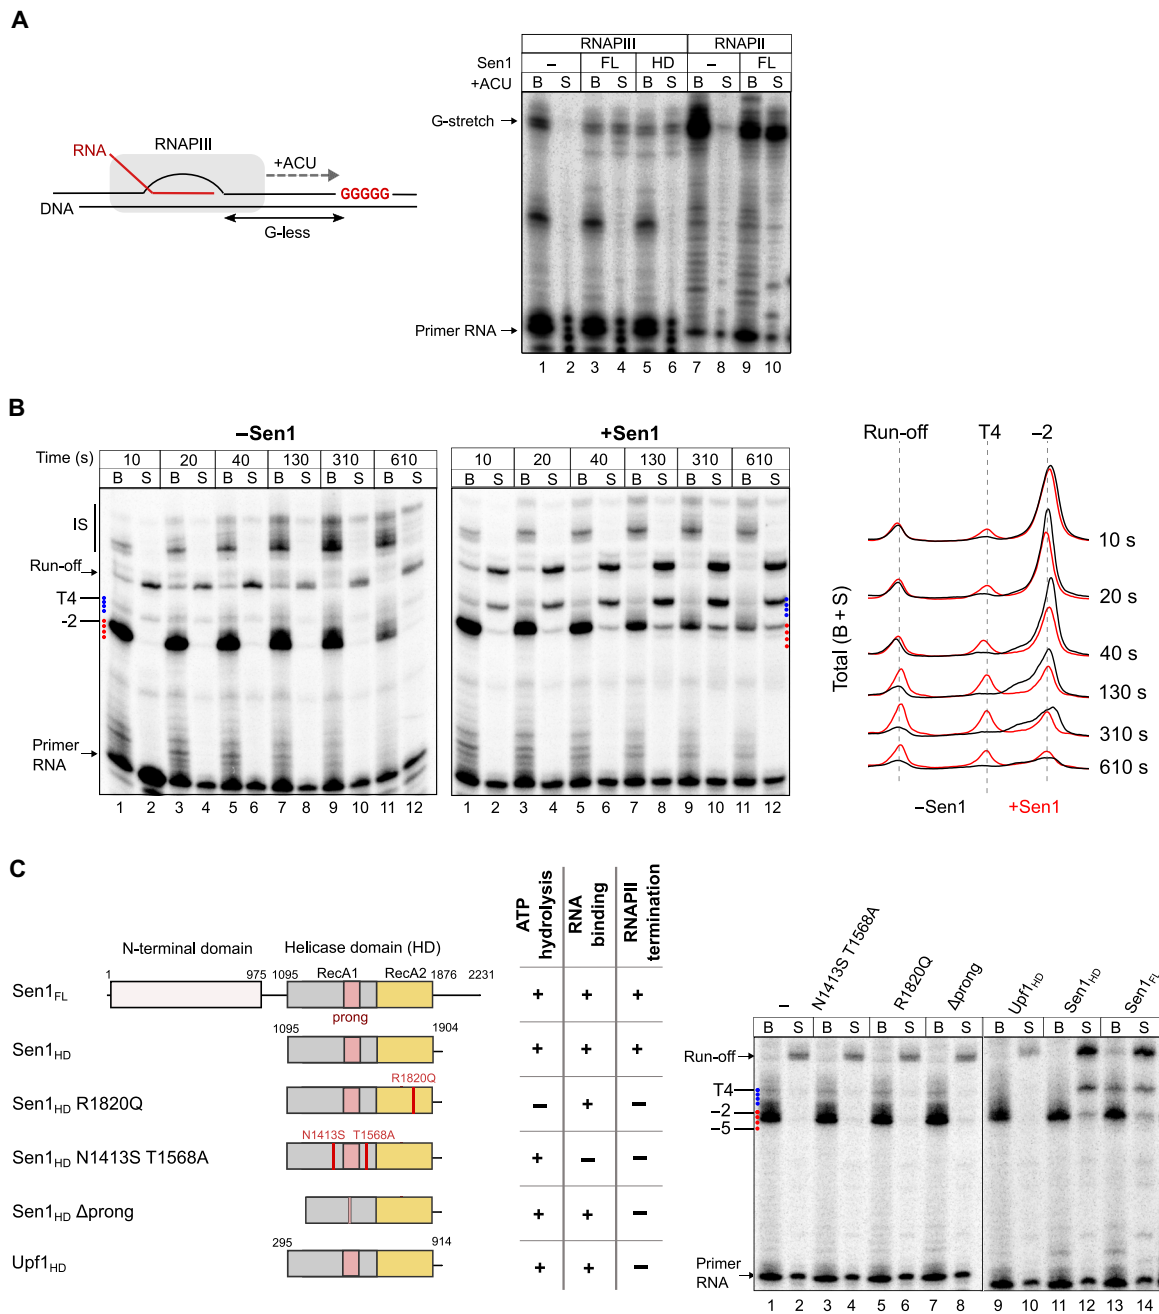 A
RNAPIII RNAPII
Sen1 – FL HD – FL
+ACU B S B S B S B S B S
G-stretch
Primer RNA
1 2 3 4 5 6 7 8 9 10
RNA
RNAPIII
+ACU
GGGGG
DNA
G-less
B
–Sen1
Time (s) 10 20 40 130 310 610
B S B S B S B S B S B S
IS
Run-off
T4
-2
Primer
RNA
1 2 3 4 5 6 7 8 9 10 11 12
+Sen1
10 20 40 130 310 610
B S B S B S B S B S B S
1 2 3 4 5 6 7 8 9 10 11 12
Run-off T4 –2
Total (B + S)
10 s
20 s
40 s
130 s
310 s
610 s
–Sen1 +Sen1
C
N-terminal domain Helicase domain (HD)
ATP hydrolysis
RNA binding
RNAPII termination
1 975 1095 RecA1 RecA2 1876 2231
Sen1FL + + +
prong
1095 1904
Sen1HD + + +
R1820Q
Sen1HD R1820Q – + –
N1413S T1568A
Sen1HD N1413S T1568A + – –
Sen1HD Δprong + + –
295 914
Upf1HD + + –
– N1413S T1568A R1820Q Δprong Upf1HD Sen1HD Sen1FL
B S B S B S B S B S B S B S
Run-off
T4
–2
–5
Primer
RNA
1 2 3 4 5 6 7 8 9 10 11 12 13 14